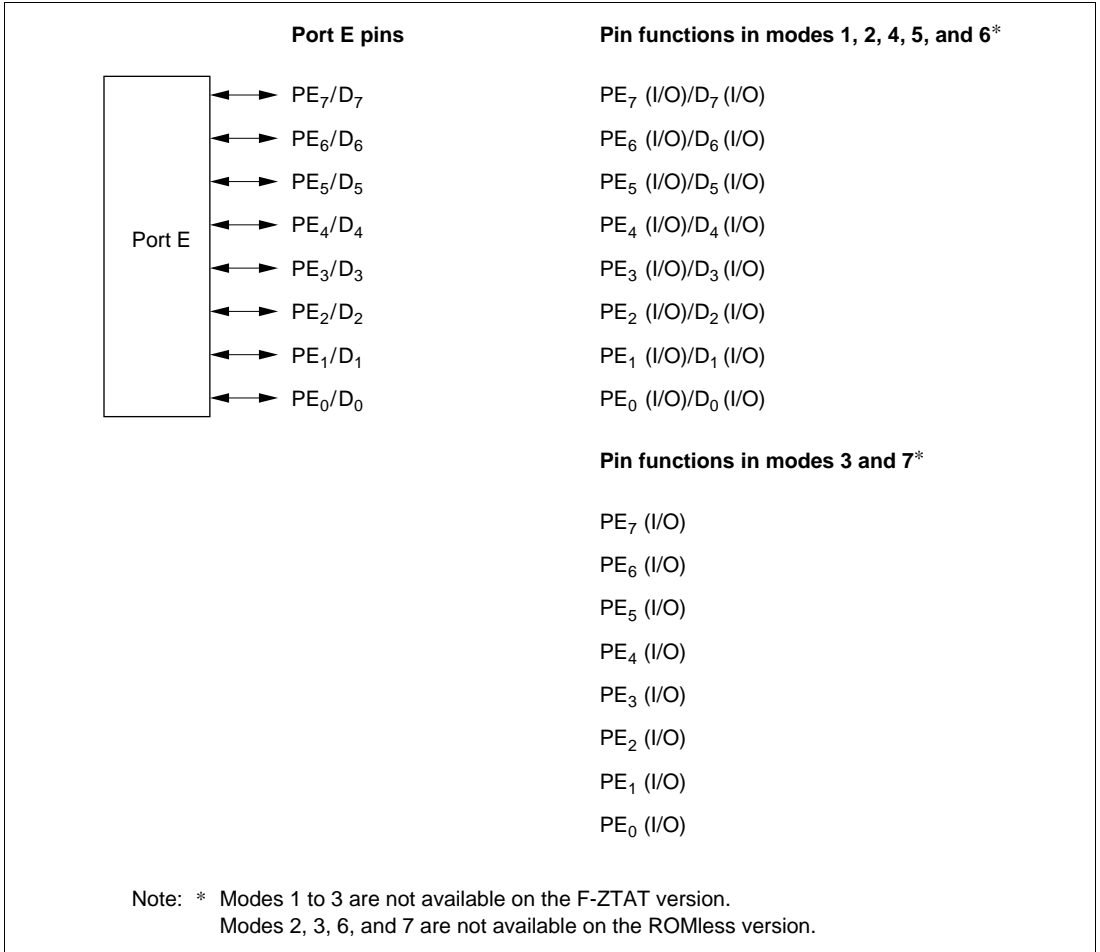 Port E pins Pin functions in modes 1, 2, 4, 5, and 6*
PE₇/D₇ PE₇ (I/O)/D₇ (I/O)
PE₆/D₆ PE₆ (I/O)/D₆ (I/O)
PE₅/D₅ PE₅ (I/O)/D₅ (I/O)
PE₄/D₄ PE₄ (I/O)/D₄ (I/O)
Port E
PE₃/D₃ PE₃ (I/O)/D₃ (I/O)
PE₂/D₂ PE₂ (I/O)/D₂ (I/O)
PE₁/D₁ PE₁ (I/O)/D₁ (I/O)
PE₀/D₀ PE₀ (I/O)/D₀ (I/O)
Pin functions in modes 3 and 7*
PE₇ (I/O)
PE₆ (I/O)
PE₅ (I/O)
PE₄ (I/O)
PE₃ (I/O)
PE₂ (I/O)
PE₁ (I/O)
PE₀ (I/O)
Note: * Modes 1 to 3 are not available on the F-ZTAT version.
Modes 2, 3, 6, and 7 are not available on the ROMless version.